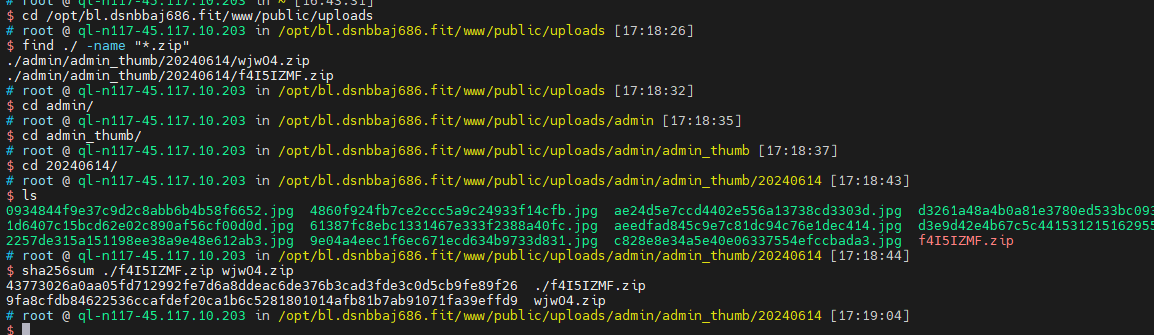 # root @ ql-n117-45.117.10.203 in ~ [16:43:31]
$ cd /opt/bl.dsnbbaj686.fit/www/public/uploads
# root @ ql-n117-45.117.10.203 in /opt/bl.dsnbbaj686.fit/www/public/uploads [17:18:26]
$ find ./ -name "*.zip"
./admin/admin_thumb/20240614/wjwO4.zip
./admin/admin_thumb/20240614/f4I5IZMF.zip
# root @ ql-n117-45.117.10.203 in /opt/bl.dsnbbaj686.fit/www/public/uploads [17:18:32]
$ cd admin/
# root @ ql-n117-45.117.10.203 in /opt/bl.dsnbbaj686.fit/www/public/uploads/admin [17:18:35]
$ cd admin_thumb/
# root @ ql-n117-45.117.10.203 in /opt/bl.dsnbbaj686.fit/www/public/uploads/admin/admin_thumb [17:18:37]
$ cd 20240614/
# root @ ql-n117-45.117.10.203 in /opt/bl.dsnbbaj686.fit/www/public/uploads/admin/admin_thumb/20240614 [17:18:43]
$ ls
0934844f9e37c9d2c8abb6b4b58f6652.jpg 4860f924fb7ce2ccc5a9c24933f14cfb.jpg ae24d5e7ccd4402e556a13738cd3303d.jpg d3261a48a4b0a81e3780ed533bc093
1d6407c15bcd62e02c890af56cf00d0d.jpg 61387fc8ebc1331467e333f2388a40fc.jpg aeedfad845c9e7c81dc94c76e1dec414.jpg d3e9d42e4b67c5c441531215162955
2257de315a151198ee38a9e48e612ab3.jpg 9e04a4eec1f6ec671ecd634b9733d831.jpg c828e8e34a5e40e06337554efccbada3.jpg f4I5IZMF.zip
# root @ ql-n117-45.117.10.203 in /opt/bl.dsnbbaj686.fit/www/public/uploads/admin/admin_thumb/20240614 [17:18:44]
$ sha256sum ./f4I5IZMF.zip wjwO4.zip
43773026a0aa05fd712992fe7d6a8ddeac6de376b3cad3fde3c0d5cb9fe89f26 ./f4I5IZMF.zip
9fa8cfdb84622536ccafdef20ca1b6c5281801014afb81b7ab91071fa39effd9 wjwO4.zip
# root @ ql-n117-45.117.10.203 in /opt/bl.dsnbbaj686.fit/www/public/uploads/admin/admin_thumb/20240614 [17:19:04]
$